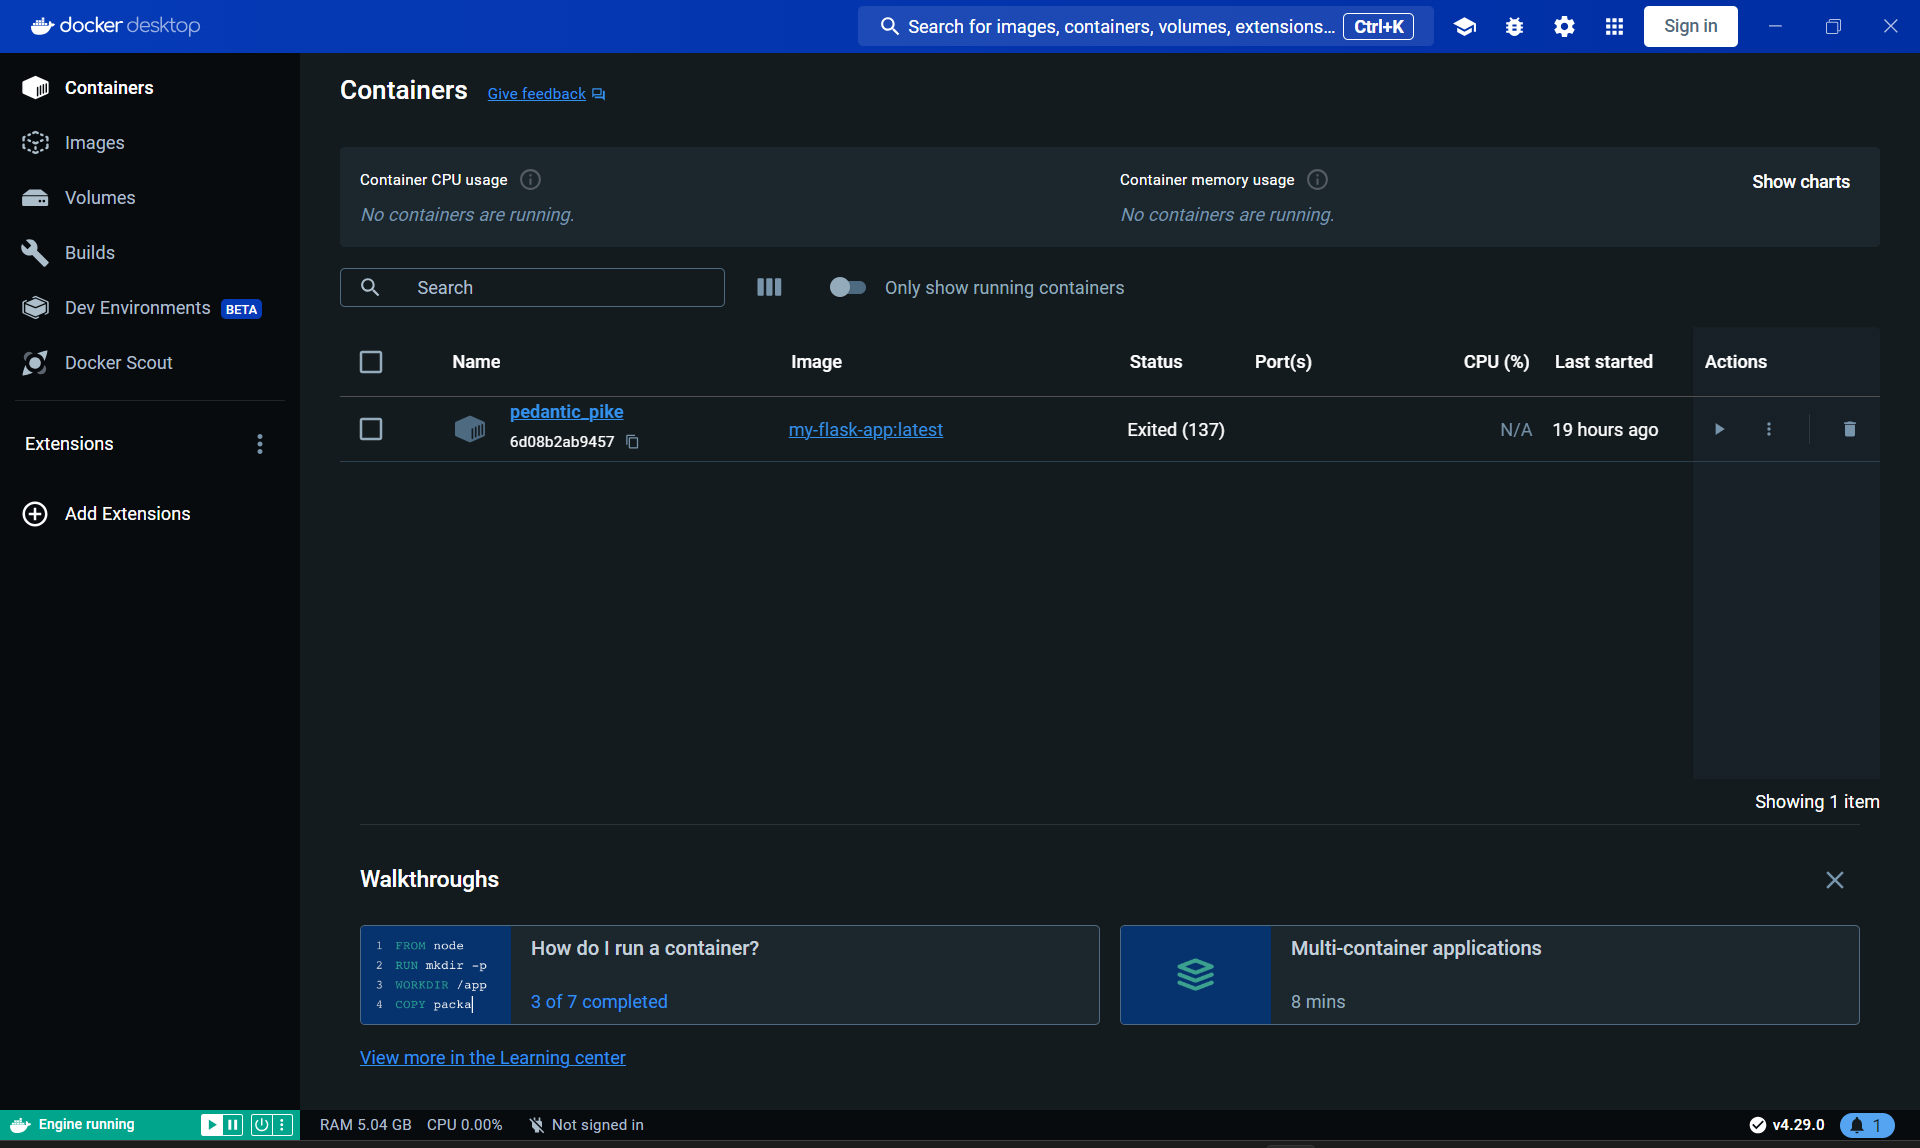 docker desktop
Search for images, containers, volumes, extensions... Ctrl+K
Sign in
Containers
Images
Volumes
Builds
Dev Environments BETA
Docker Scout
Extensions
Add Extensions
Containers Give feedback
Container CPU usage
No containers are running.
Container memory usage
No containers are running.
Show charts
Search
Only show running containers
Name Image Status Port(s) CPU (%) Last started Actions
pedantic_pike
6d08b2ab9457
my-flask-app:latest Exited (137) N/A 19 hours ago
Showing 1 item
Walkthroughs
1 FROM node
2 RUN mkdir -p
3 WORKDIR /app
4 COPY packa
How do I run a container?
3 of 7 completed
Multi-container applications
8 mins
View more in the Learning center
Engine running
RAM 5.04 GB CPU 0.00% Not signed in
v4.29.0
1